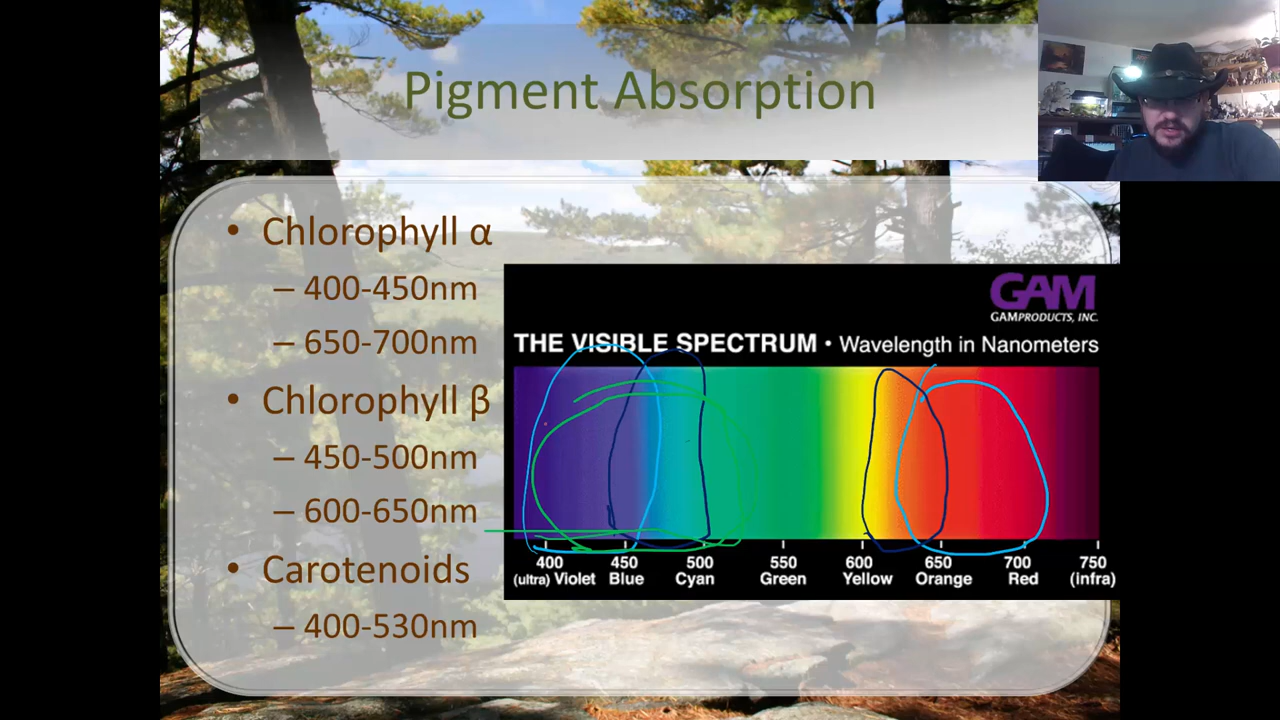 Pigment Absorption
• Chlorophyll α
– 400-450nm
– 650-700nm
• Chlorophyll β
– 450-500nm
– 600-650nm
• Carotenoids
– 400-530nm
GAM
GAMPRODUCTS, INC.
THE VISIBLE SPECTRUM • Wavelength in Nanometers
400 450 500 550 600 650 700 750
(ultra) Violet Blue Cyan Green Yellow Orange Red (infra)